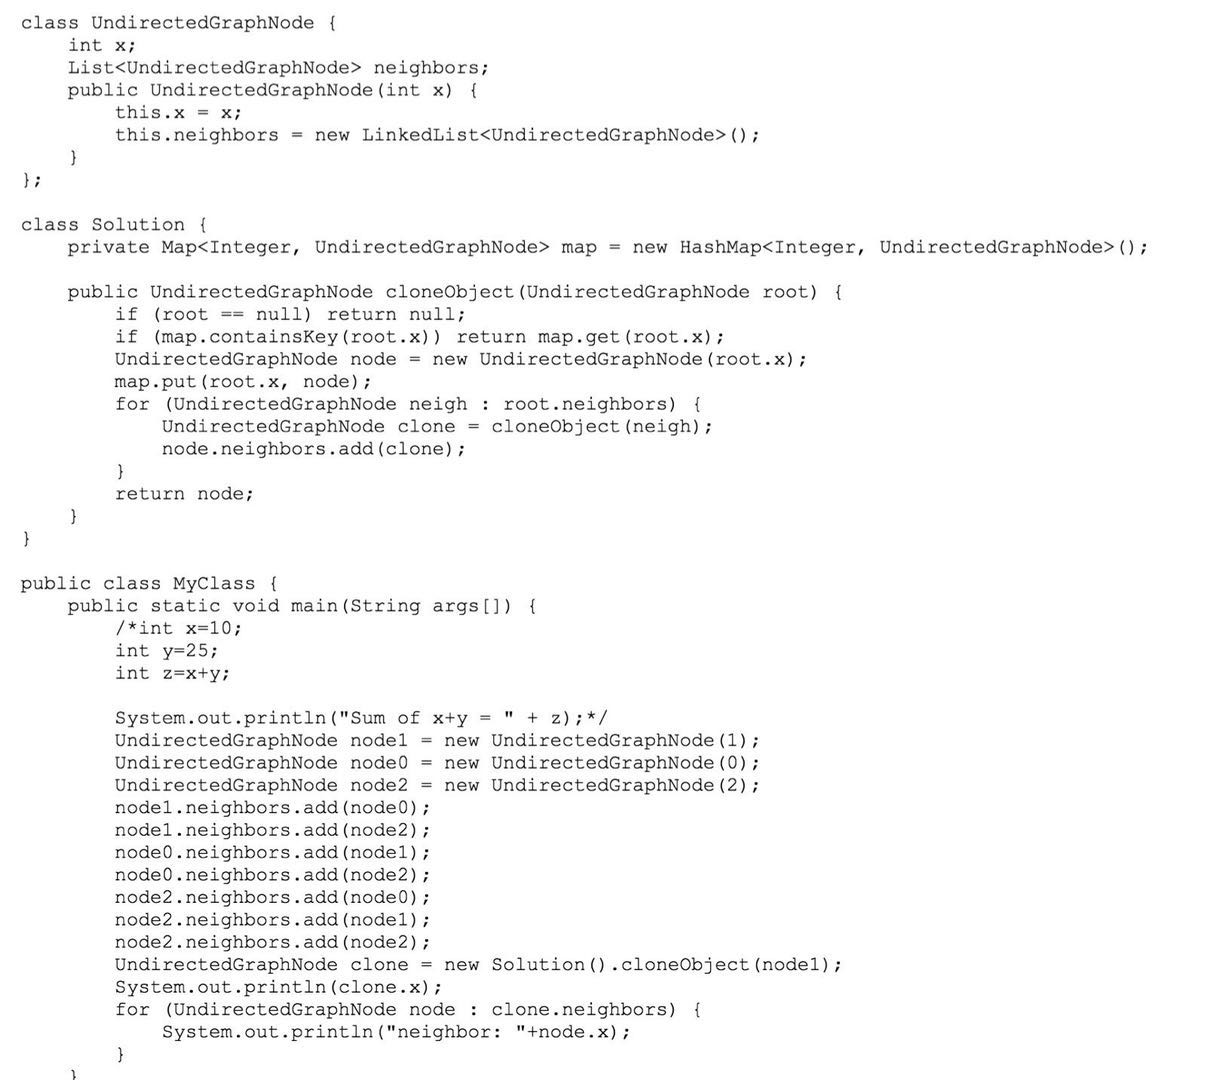 class UndirectedGraphNode {
    int x;
    List<UndirectedGraphNode> neighbors;
    public UndirectedGraphNode(int x) {
        this.x = x;
        this.neighbors = new LinkedList<UndirectedGraphNode>();
    }
};

class Solution {
    private Map<Integer, UndirectedGraphNode> map = new HashMap<Integer, UndirectedGraphNode>();

    public UndirectedGraphNode cloneObject(UndirectedGraphNode root) {
        if (root == null) return null;
        if (map.containsKey(root.x)) return map.get(root.x);
        UndirectedGraphNode node = new UndirectedGraphNode(root.x);
        map.put(root.x, node);
        for (UndirectedGraphNode neigh : root.neighbors) {
            UndirectedGraphNode clone = cloneObject(neigh);
            node.neighbors.add(clone);
        }
        return node;
    }
}

public class MyClass {
    public static void main(String args[]) {
        /*int x=10;
        int y=25;
        int z=x+y;

        System.out.println("Sum of x+y = " + z);*/
        UndirectedGraphNode node1 = new UndirectedGraphNode(1);
        UndirectedGraphNode node0 = new UndirectedGraphNode(0);
        UndirectedGraphNode node2 = new UndirectedGraphNode(2);
        node1.neighbors.add(node0);
        node1.neighbors.add(node2);
        node0.neighbors.add(node1);
        node0.neighbors.add(node2);
        node2.neighbors.add(node0);
        node2.neighbors.add(node1);
        node2.neighbors.add(node2);
        UndirectedGraphNode clone = new Solution().cloneObject(node1);
        System.out.println(clone.x);
        for (UndirectedGraphNode node : clone.neighbors) {
            System.out.println("neighbor: "+node.x);
        }
    }